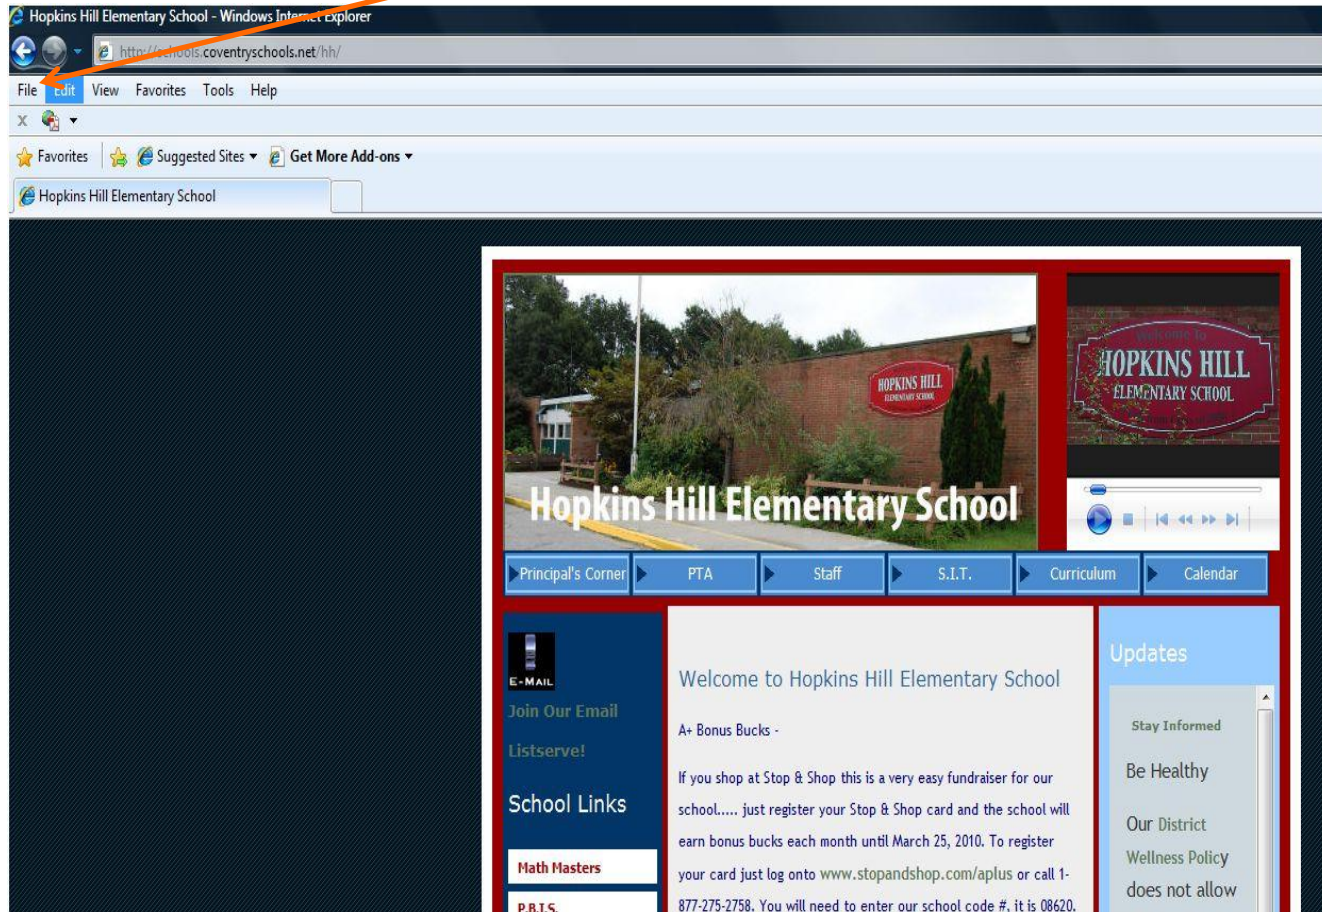 Hopkins Hill Elementary School - Windows Internet Explorer
http://schools.coventryschools.net/hh/
File Edit View Favorites Tools Help
X
Favorites Suggested Sites Get More Add-ons
Hopkins Hill Elementary School
Welcome To
HOPKINS HILL
ELEMENTARY SCHOOL
HOPKINS HILL
ELEMENTARY SCHOOL
Hopkins Hill Elementary School
Principal's Corner PTA Staff S.I.T. Curriculum Calendar
E-MAIL
Join Our Email
Listserve!
School Links
Math Masters
P.B.I.S.
Welcome to Hopkins Hill Elementary School
A+ Bonus Bucks -
If you shop at Stop & Shop this is a very easy fundraiser for our
school..... just register your Stop & Shop card and the school will
earn bonus bucks each month until March 25, 2010. To register
your card just log onto www.stopandshop.com/aplus or call 1-
877-275-2758. You will need to enter our school code #, it is 08620.
Updates
Stay Informed
Be Healthy
Our District
Wellness Policy
does not allow